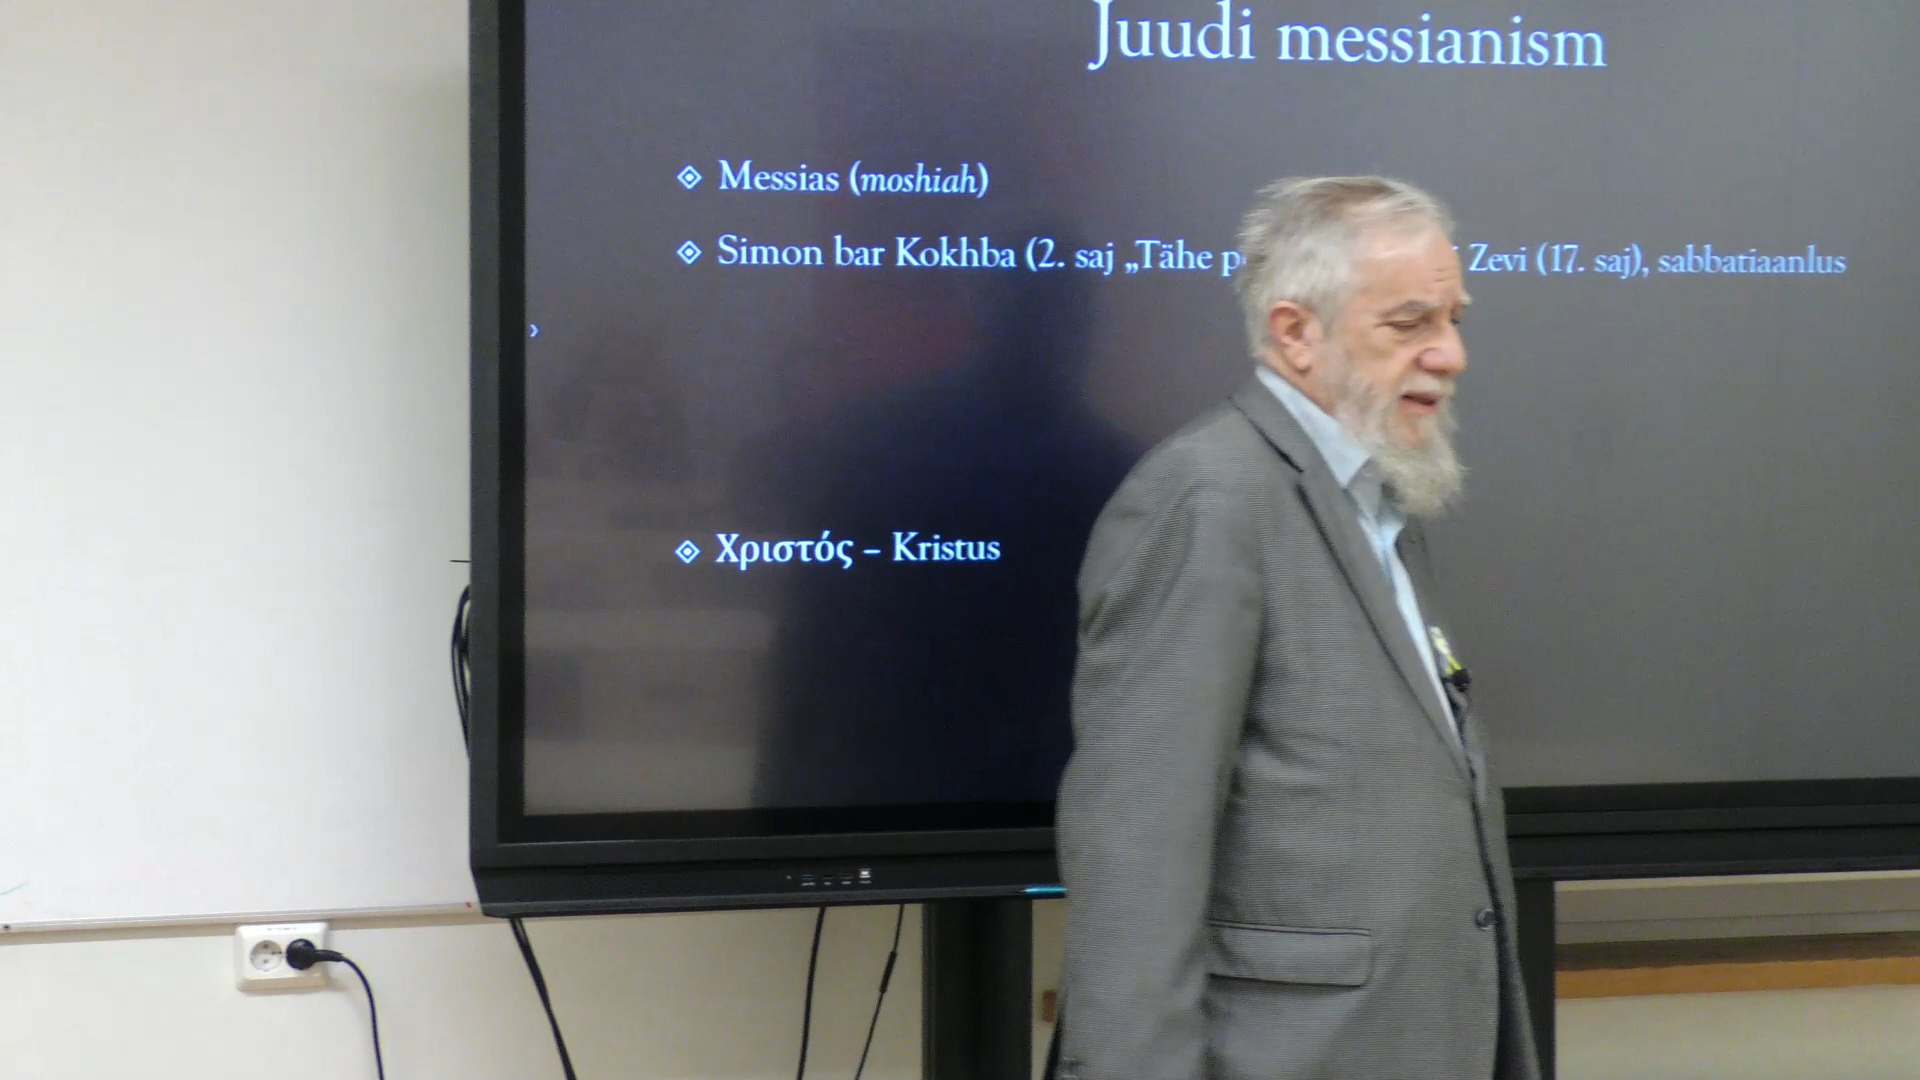 Juudi messianism
Messias (moshiah)
Simon bar Kokhba (2. saj „Tähe Zevi (17. saj), sabbatiaanlus
Χριστός – Kristus